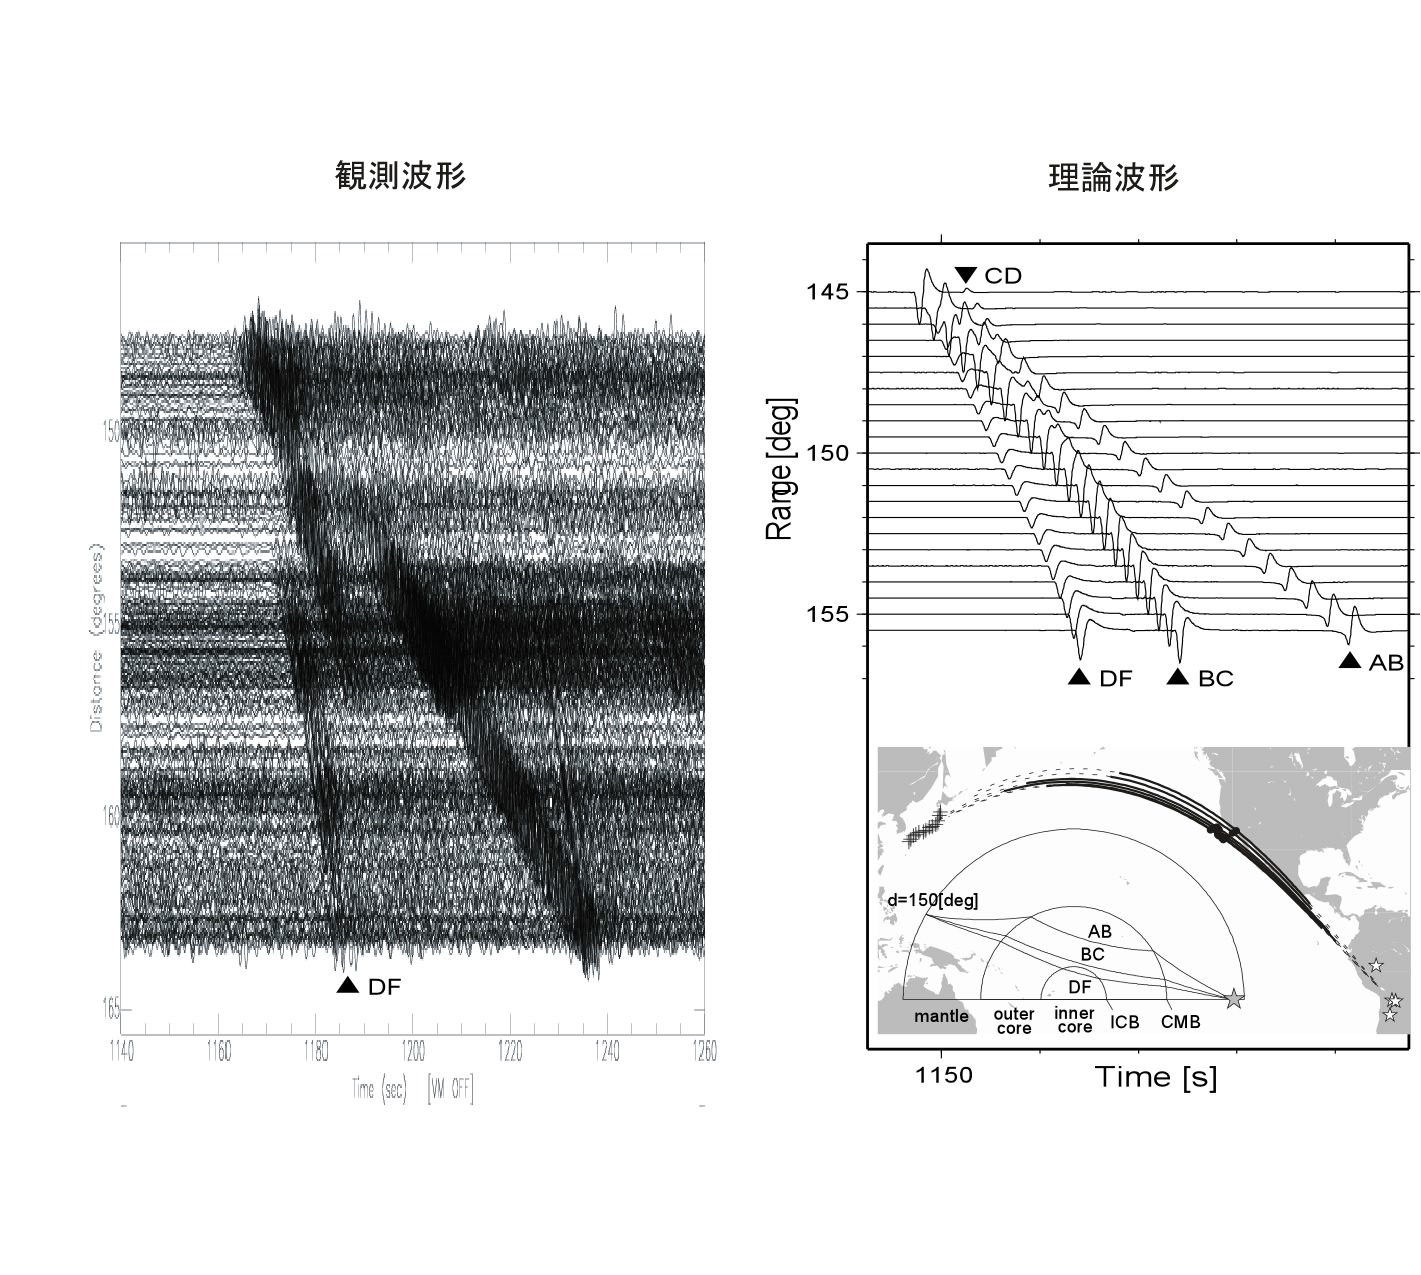 観測波形
150
155
160
165
Distance (degrees)
DF
1140 1160 1180 1200 1220 1240 1260
Time (sec) [VM OFF]
理論波形
CD
145
150
155
Range [deg]
DF
BC
AB
d=150[deg]
AB
BC
DF
mantle
outer
core
inner
core
ICB
CMB
1150
Time [s]